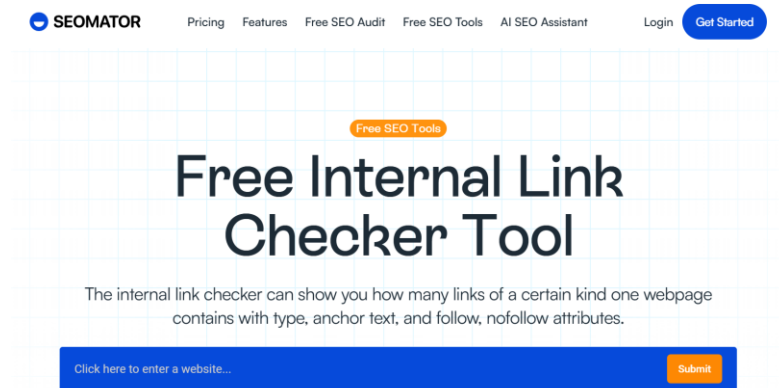 SEOMATOR
Pricing Features Free SEO Audit Free SEO Tools AI SEO Assistant Login Get Started
Free SEO Tools
Free Internal Link
Checker Tool
The internal link checker can show you how many links of a certain kind one webpage
contains with type, anchor text, and follow, nofollow attributes.
Click here to enter a website... Submit